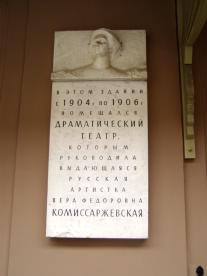 В ЭТОМ ЗДАНИИ
С 1904 Г. ПО 1906 Г.
ПОМЕЩАЛСЯ
ДРАМАТИЧЕСКИЙ
ТЕАТР,
КОТОРЫМ
РУКОВОДИЛА
ВЫДАЮЩАЯСЯ
РУССКАЯ
АРТИСТКА
ВЕРА ФЕДОРОВНА
КОМИССАРЖЕВСКАЯ